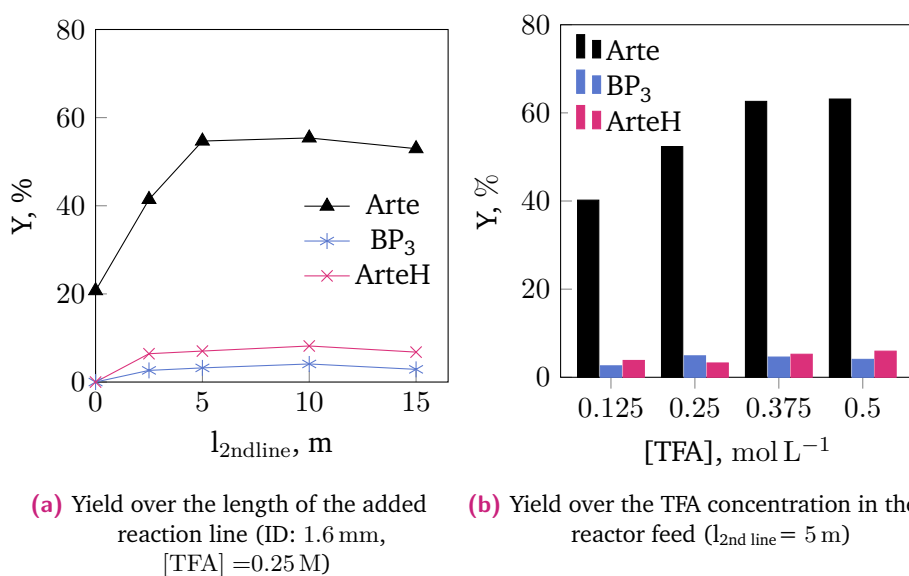 80
60
40
20
0
Y, %
Arte
BP₃
ArteH
0 5 10 15
l₂ndline, m
(a) Yield over the length of the added
reaction line (ID: 1.6 mm,
[TFA] =0.25 M)
80
60
40
20
0
Y, %
Arte
BP₃
ArteH
0.125 0.25 0.375 0.5
[TFA], mol L⁻¹
(b) Yield over the TFA concentration in the
reactor feed (l₂nd line = 5 m)